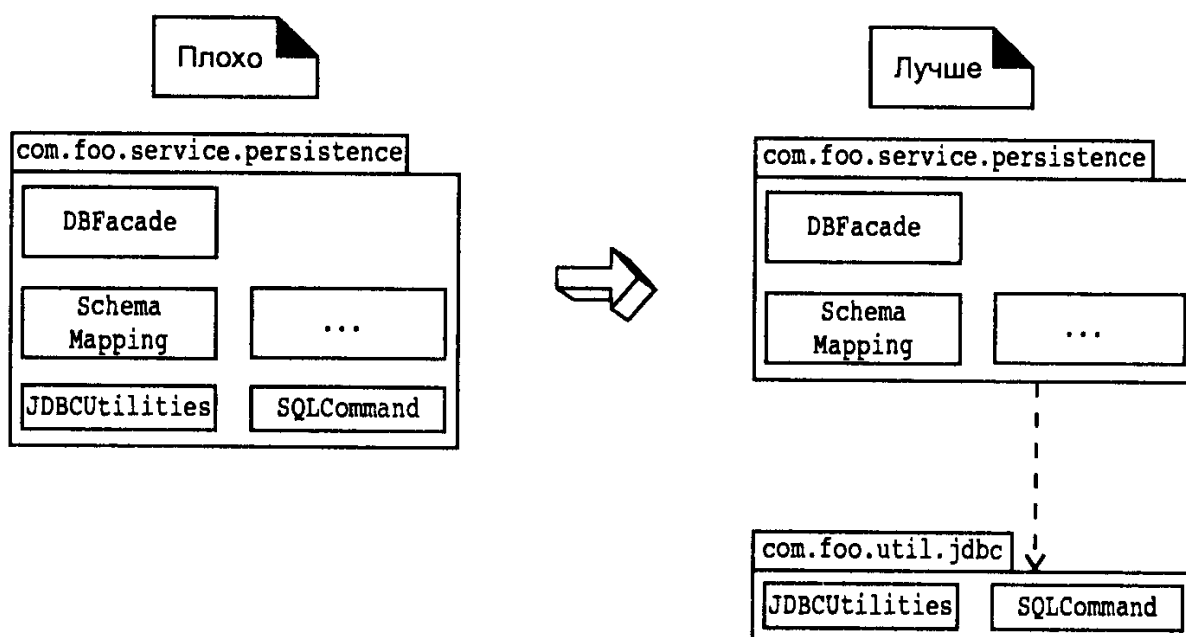 Плохо
com.foo.service.persistence
DBFacade
Schema
Mapping
...
JDBCUtilities
SQLCommand
Лучше
com.foo.service.persistence
DBFacade
Schema
Mapping
...
com.foo.util.jdbc
JDBCUtilities
SQLCommand